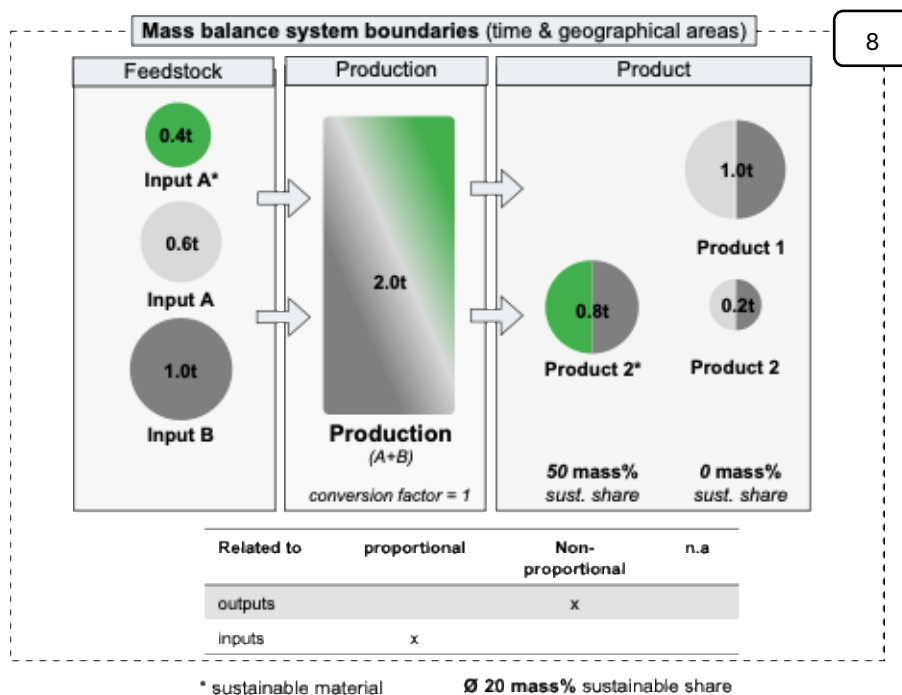 Mass balance system boundaries (time & geographical areas)
8
Feedstock
0.4t
Input A*
0.6t
Input A
1.0t
Input B
Production
2.0t
Production
(A+B)
conversion factor = 1
Product
1.0t
Product 1
0.8t
Product 2*
0.2t
Product 2
50 mass%
sust. share
0 mass%
sust. share
Related to proportional Non-proportional n.a
outputs x
inputs x
* sustainable material Ø 20 mass% sustainable share